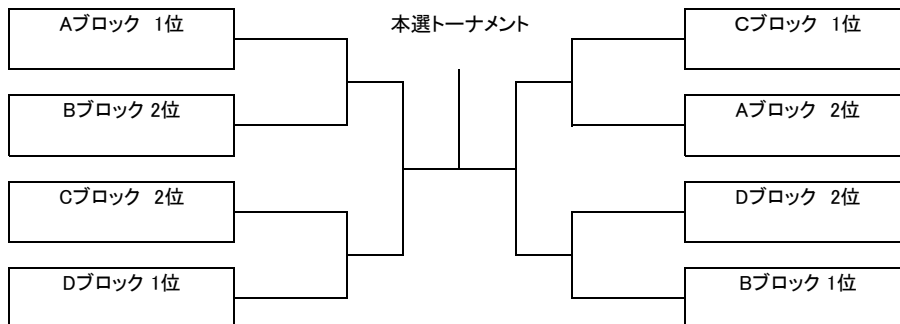 本選トーナメント
Aブロック　1位
Bブロック 2位
Cブロック　2位
Dブロック 1位
Cブロック　1位
Aブロック　2位
Dブロック　2位
Bブロック 1位